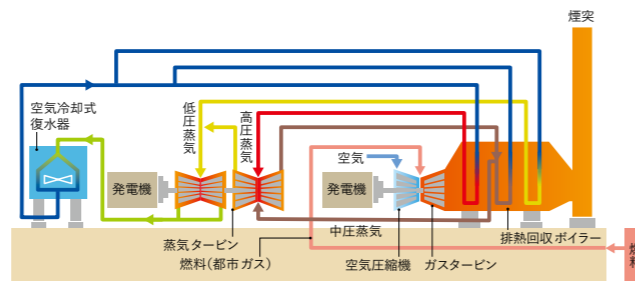 煙突
空気冷却式
復水器
低圧蒸気
高圧蒸気
空気
発電機
発電機
中圧蒸気
排熱回収ボイラー
蒸気タービン
燃料(都市ガス)
空気圧縮機
ガスタービン
燃料